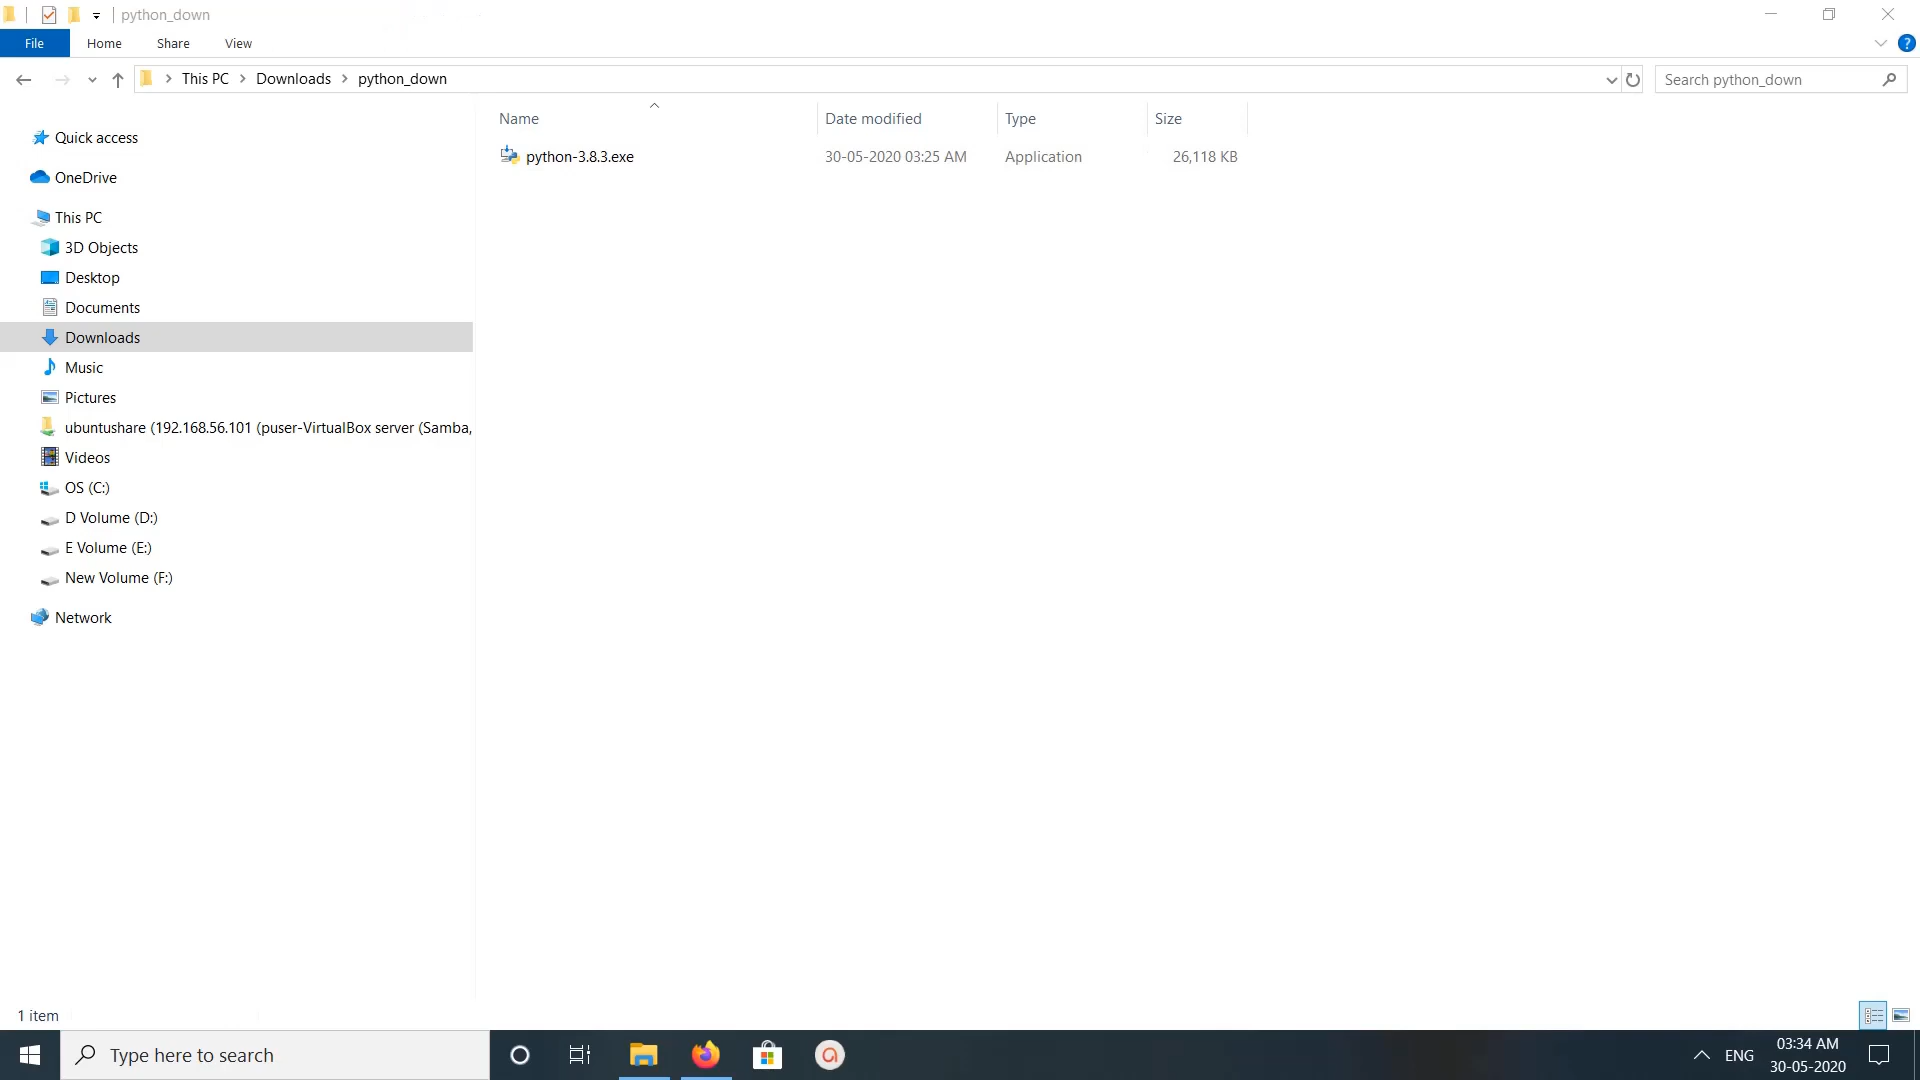 python_down
File Home Share View
This PC Downloads python_down
Search python_down
Name Date modified Type Size
python-3.8.3.exe 30-05-2020 03:25 AM Application 26,118 KB
Quick access
OneDrive
This PC
3D Objects
Desktop
Documents
Downloads
Music
Pictures
ubuntushare (192.168.56.101 (puser-VirtualBox server (Samba,
Videos
OS (C:)
D Volume (D:)
E Volume (E:)
New Volume (F:)
Network
1 item
Type here to search
ENG
03:34 AM
30-05-2020